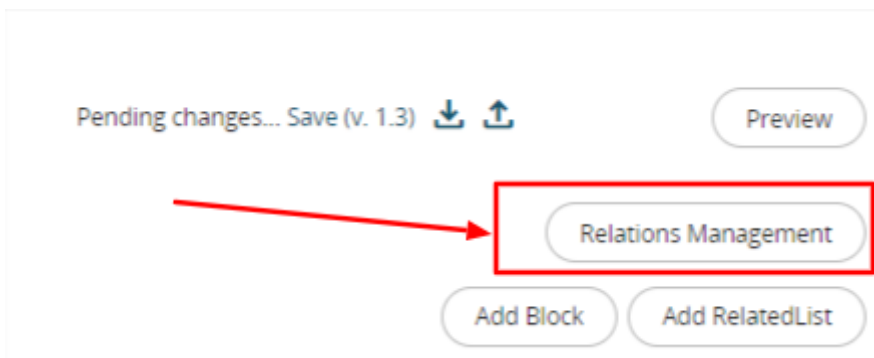 Pending changes... Save (v. 1.3)
Preview
Relations Management
Add Block
Add RelatedList